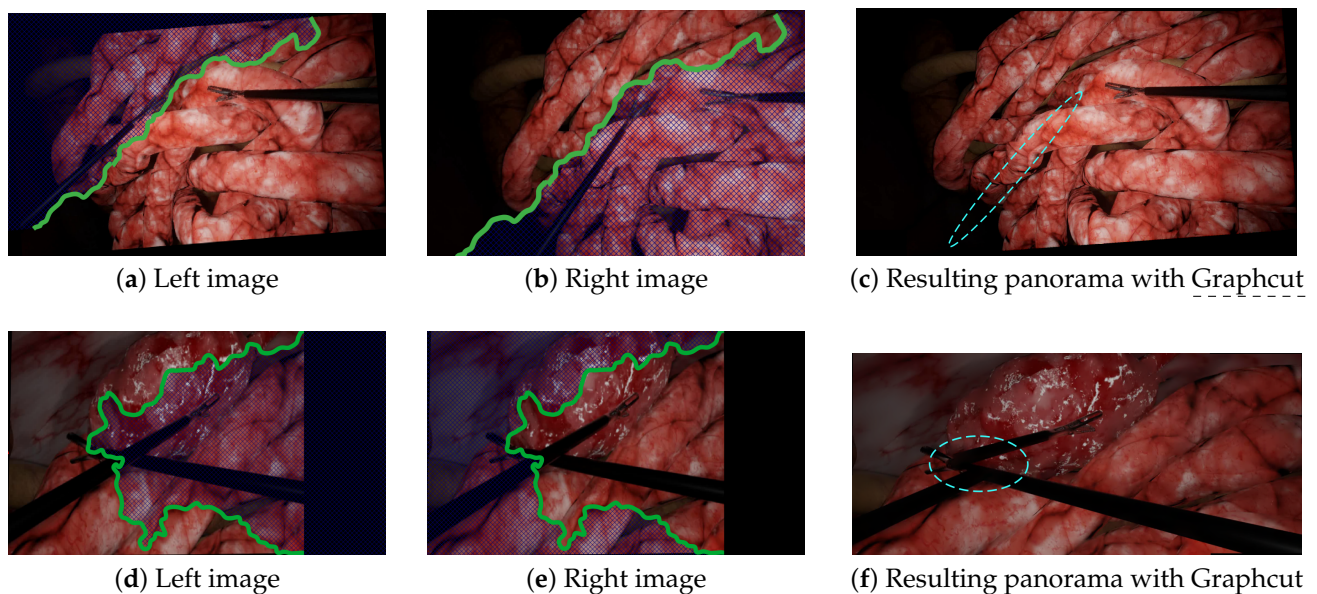 (a) Left image
(b) Right image
(c) Resulting panorama with Graphcut
(d) Left image
(e) Right image
(f) Resulting panorama with Graphcut